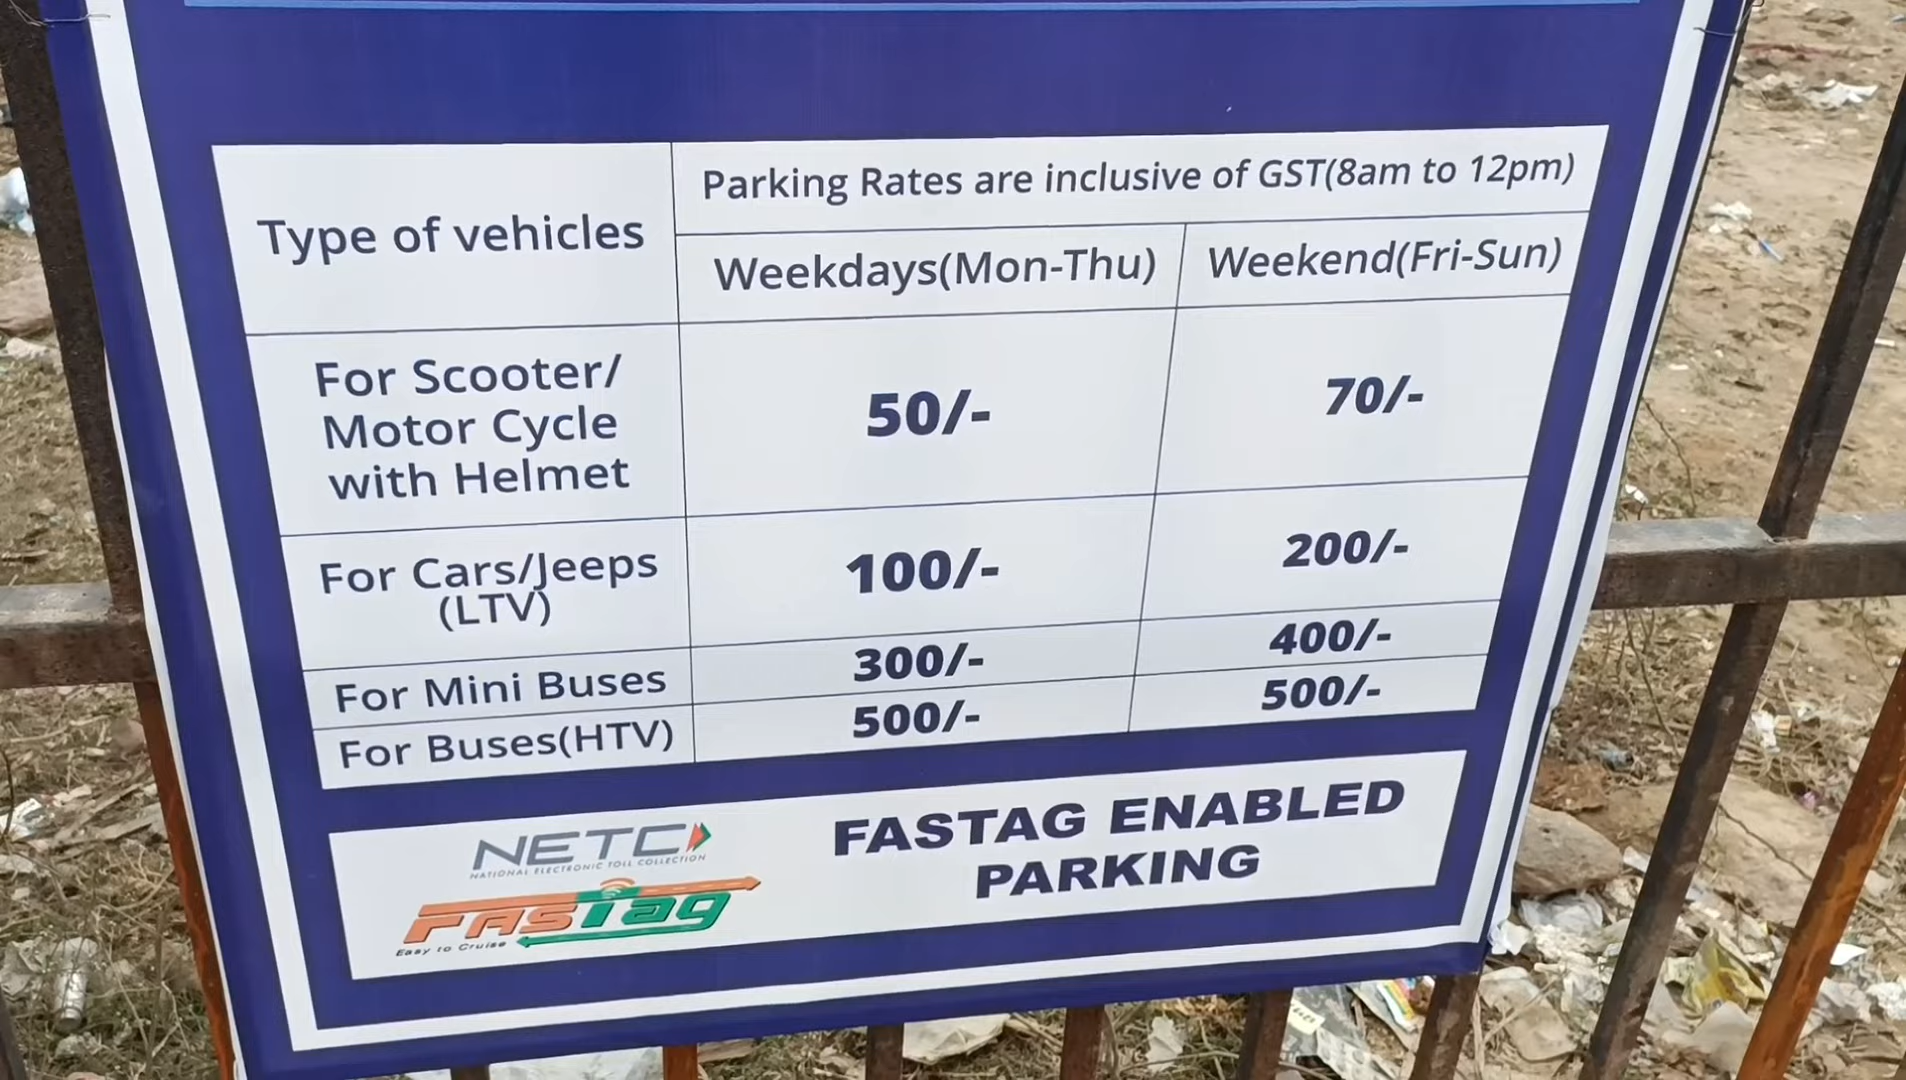 Type of vehicles
Parking Rates are inclusive of GST(8am to 12pm)
Weekdays(Mon-Thu)
Weekend(Fri-Sun)
For Scooter/
Motor Cycle
with Helmet
50/-
70/-
For Cars/Jeeps
(LTV)
100/-
200/-
For Mini Buses
300/-
400/-
For Buses(HTV)
500/-
500/-
NETC
NATIONAL ELECTRONIC TOLL COLLECTION
FASTag
Easy to Cruise
FASTAG ENABLED
PARKING